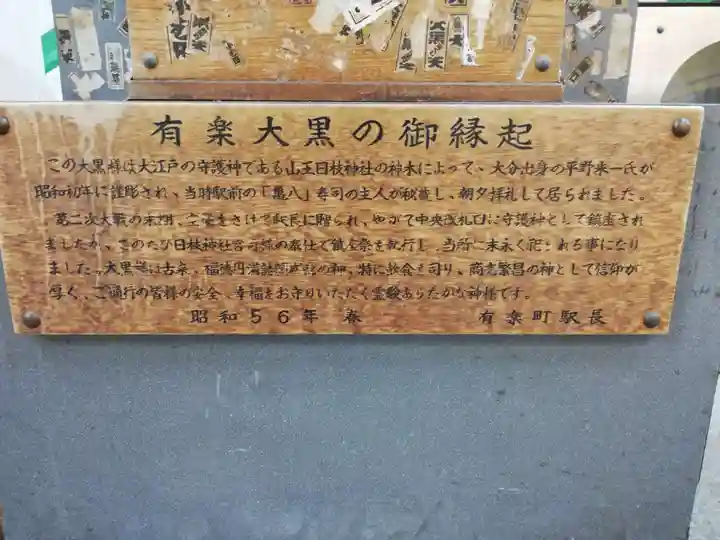 有楽大黒の御縁起
この大黒様は大江戸の守護神である山王日枝神社の神木によって、大分出身の平野来一氏が
昭和初年に謹彫され、当時駅前の「亀八」寿司の主人が秘蔵し、朝夕拝礼して居られました。
第二次大戦の末期、をさけて駅長に贈られ、やがて中央改札口に守護神として鎮座され
ましたが、このたび日枝神社宮司様の奉仕で鎮座祭を執行し、当所に末永く祀られる事になり
ました。大黒様は古来、福徳円満の神、特に飲食を司り、商売繁昌の神として信仰が
厚く、ご通行の皆様の安全、幸福をお守りいただく霊験あらたかな神様です。
昭和56年 春 有楽町駅長